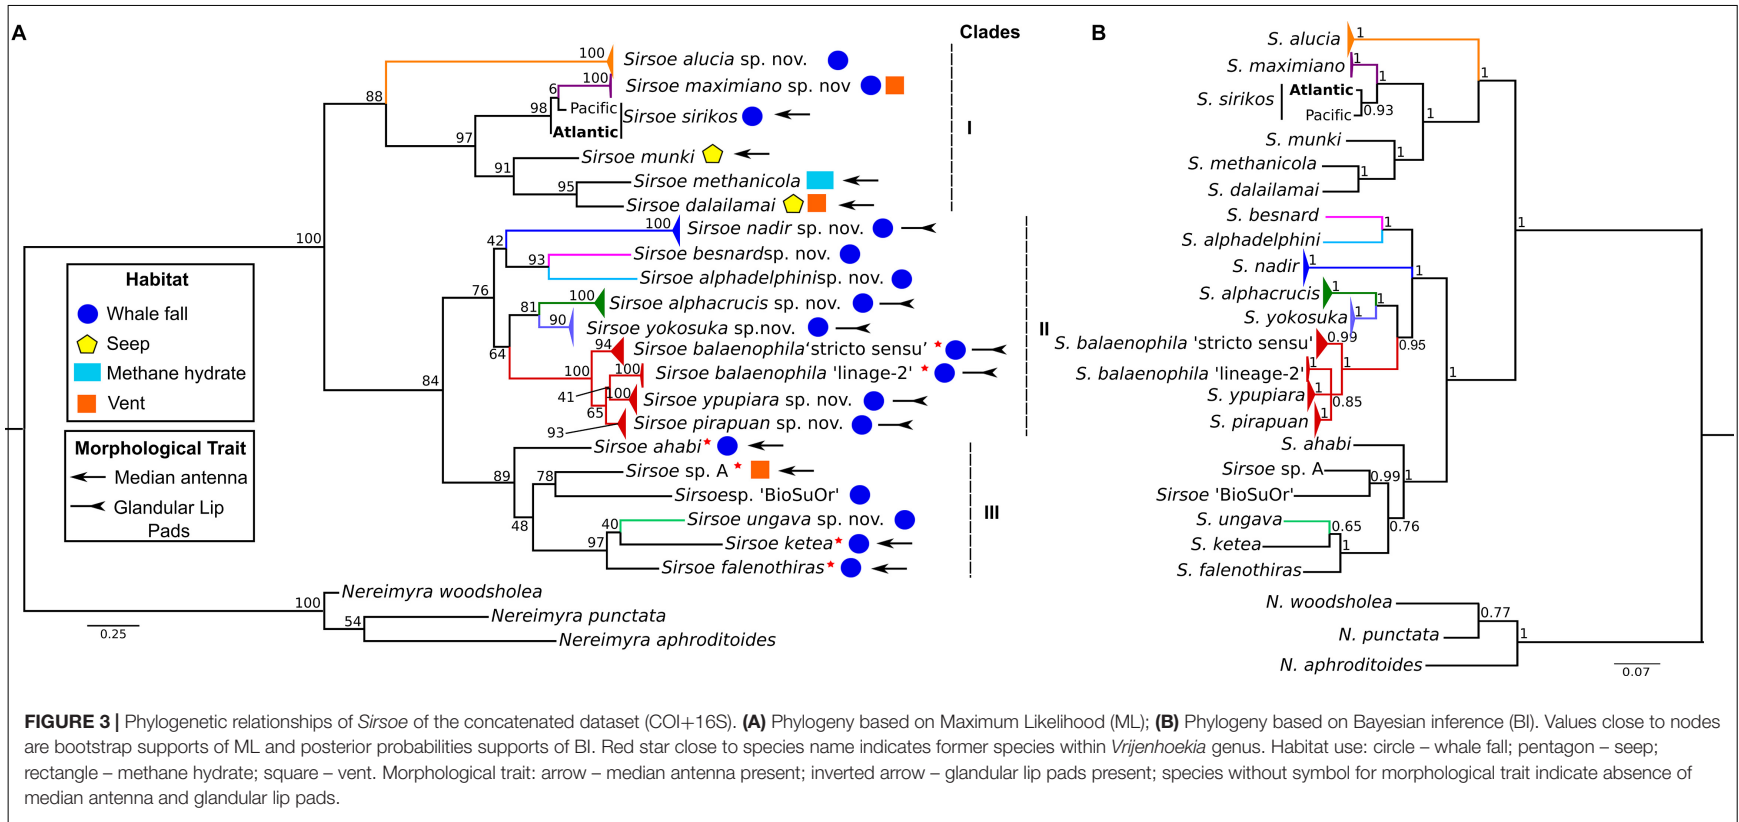 A
Clades
B
100
Sirsoe alucia sp. nov.
100
Sirsoe maximiano sp. nov
6
Pacific
98
Atlantic
Sirsoe sirikos
88
97
Sirsoe munki
91
Sirsoe methanicola
95
Sirsoe dalailamai
I
100
100
Sirsoe nadir sp. nov.
42
Sirsoe besnardsp. nov.
93
Sirsoe alphadelphinisp. nov.
76
100
Sirsoe alphacrucis sp. nov.
81
90
Sirsoe yokosuka sp.nov.
64
94
Sirsoe balaenophila‘stricto sensu’
100
100
Sirsoe balaenophila 'linage-2'
41
100
Sirsoe ypupiara sp. nov.
65
93
Sirsoe pirapuan sp. nov.
II
84
Sirsoe ahabi
89
Sirsoe sp. A
78
Sirsoesp. 'BioSuOr'
48
Sirsoe ungava sp. nov.
40
Sirsoe ketea
97
Sirsoe falenothiras
III
Nereimyra woodsholea
100
Nereimyra punctata
54
Nereimyra aphroditoides
0.25
Habitat
Whale fall
Seep
Methane hydrate
Vent
Morphological Trait
Median antenna
Glandular Lip
Pads
S. alucia
1
S. maximiano
1
1
1
S. sirikos
Atlantic
Pacific
0.93
1
S. munki
1
S. methanicola
1
S. dalailamai
S. besnard
1
1
S. alphadelphini
S. nadir
1
1
S. alphacrucis
1
1
S. yokosuka
1
S. balaenophila 'stricto sensu'
0.99
0.95
S. balaenophila 'lineage-2'
1
1
1
S. ypupiara
1
0.85
S. pirapuan
1
S. ahabi
Sirsoe sp. A
0.99
1
Sirsoe 'BioSuOr'
S. ungava
0.65
0.76
S. ketea
1
S. falenothiras
N. woodsholea
0.77
N. punctata
1
N. aphroditoides
0.07
FIGURE 3 | Phylogenetic relationships of Sirsoe of the concatenated dataset (COI+16S). (A) Phylogeny based on Maximum Likelihood (ML); (B) Phylogeny based on Bayesian inference (BI). Values close to nodes
are bootstrap supports of ML and posterior probabilities supports of BI. Red star close to species name indicates former species within Vrijenhoekia genus. Habitat use: circle – whale fall; pentagon – seep;
rectangle – methane hydrate; square – vent. Morphological trait: arrow – median antenna present; inverted arrow – glandular lip pads present; species without symbol for morphological trait indicate absence of
median antenna and glandular lip pads.